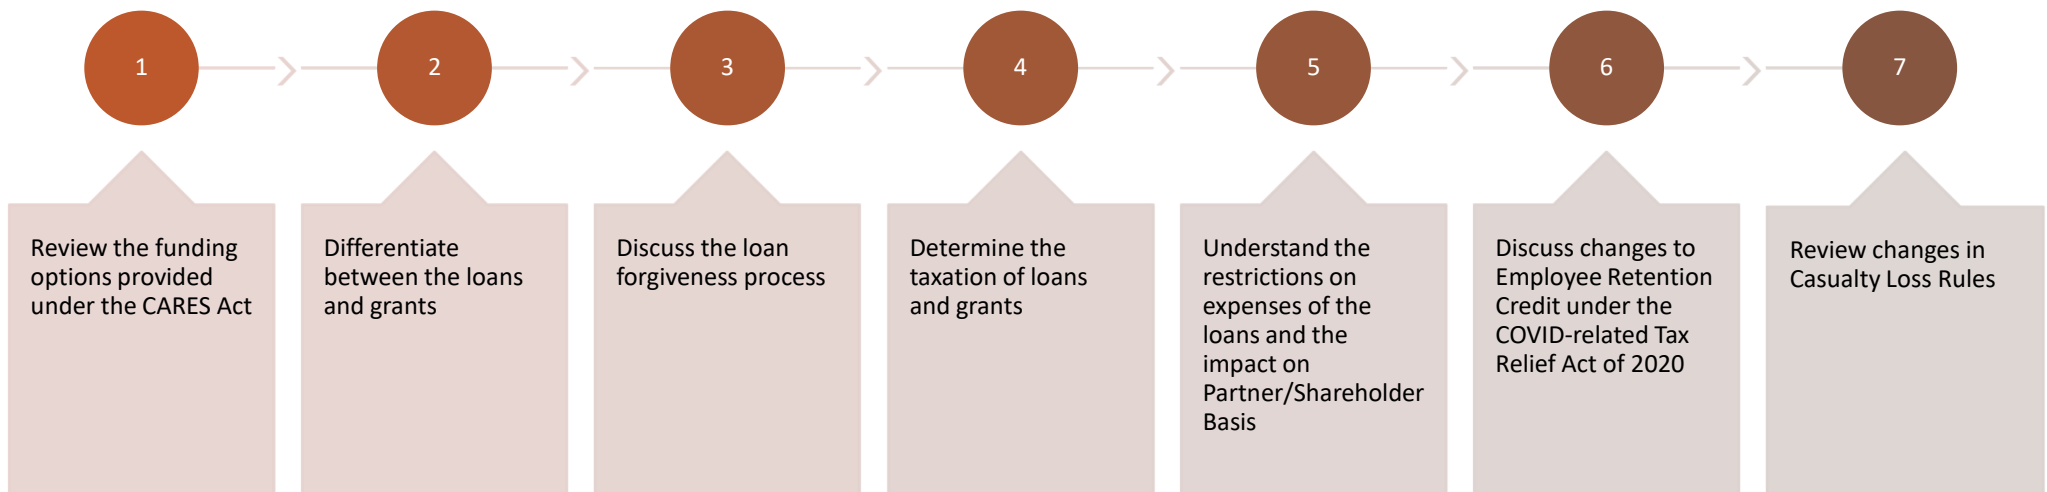 1
2
3
4
5
6
7
Review the funding
options provided
under the CARES Act
Differentiate
between the loans
and grants
Discuss the loan
forgiveness process
Determine the
taxation of loans
and grants
Understand the
restrictions on
expenses of the
loans and the
impact on
Partner/Shareholder
Basis
Discuss changes to
Employee Retention
Credit under the
COVID-related Tax
Relief Act of 2020
Review changes in
Casualty Loss Rules